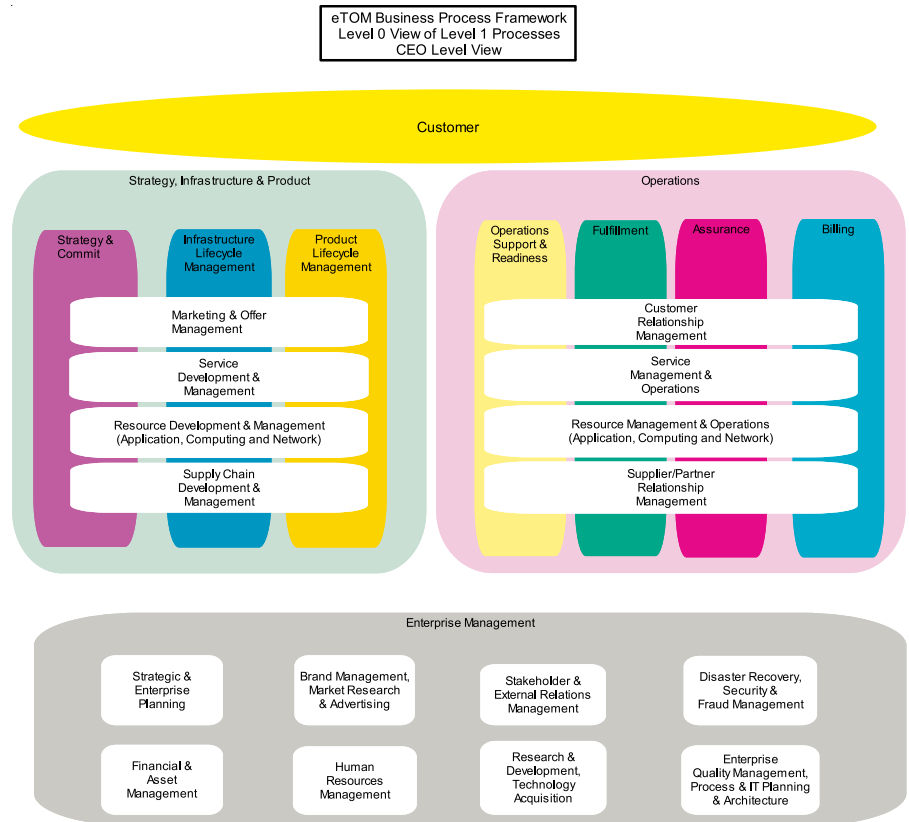 eTOM Business Process Framework
Level 0 View of Level 1 Processes
CEO Level View
Customer
Strategy, Infrastructure & Product
Strategy &
Commit
Infrastructure
Lifecycle
Management
Product
Lifecycle
Management
Marketing & Offer
Management
Service
Development &
Management
Resource Development & Management
(Application, Computing and Network)
Supply Chain
Development &
Management
Operations
Operations
Support &
Readiness
Fulfillment
Assurance
Billing
Customer
Relationship
Management
Service
Management &
Operations
Resource Management & Operations
(Application, Computing and Network)
Supplier/Partner
Relationship
Management
Enterprise Management
Strategic &
Enterprise
Planning
Brand Management,
Market Research
& Advertising
Stakeholder &
External Relations
Management
Disaster Recovery,
Security &
Fraud Management
Financial &
Asset
Management
Human
Resources
Management
Research &
Development,
Technology
Acquisition
Enterprise
Quality Management,
Process & IT Planning
& Architecture